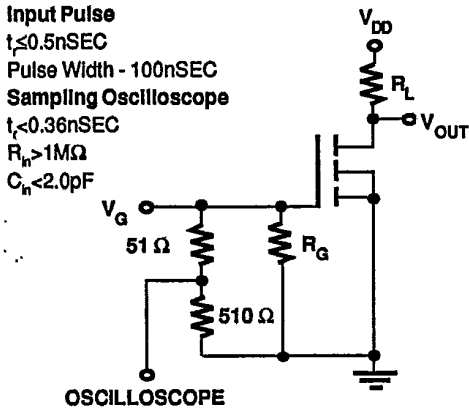 Input Pulse
tr≤0.5nSEC
Pulse Width - 100nSEC
Sampling Oscilloscope
tr<0.36nSEC
Rin>1MΩ
Cin<2.0pF
VDD
RL
VOUT
VG
51 Ω
RG
510 Ω
OSCILLOSCOPE